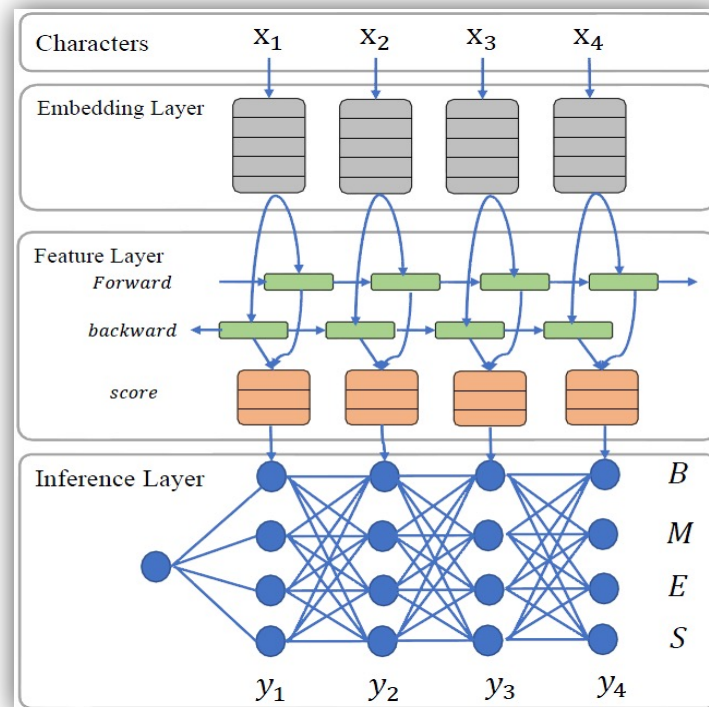 Characters x₁ x₂ x₃ x₄
Embedding Layer
Feature Layer
Forward
backward
score
Inference Layer
B
M
E
S
y₁ y₂ y₃ y₄